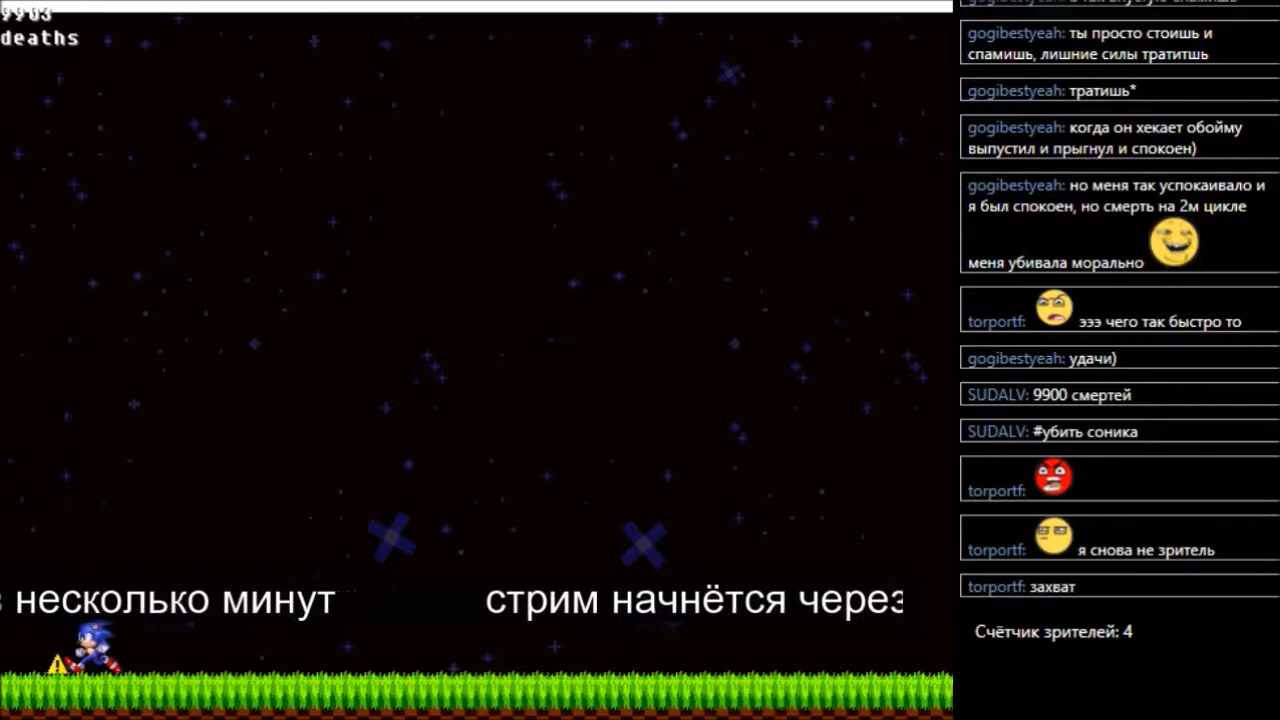 9903
deaths
gogibestyeah: ты просто стоишь и
спамишь, лишние силы тратитшь
gogibestyeah: тратишь*
gogibestyeah: когда он хекает обойму
выпустил и прыгнул и спокоен)
gogibestyeah: но меня так успокаивало и
я был спокоен, но смерть на 2м цикле
меня убивала морально
torportf: эээ чего так быстро то
gogibestyeah: удачи)
SUDALV: 9900 смертей
SUDALV: #убить соника
torportf:
torportf: я снова не зритель
torportf: захват
Счётчик зрителей: 4
несколько минут стрим начнётся через